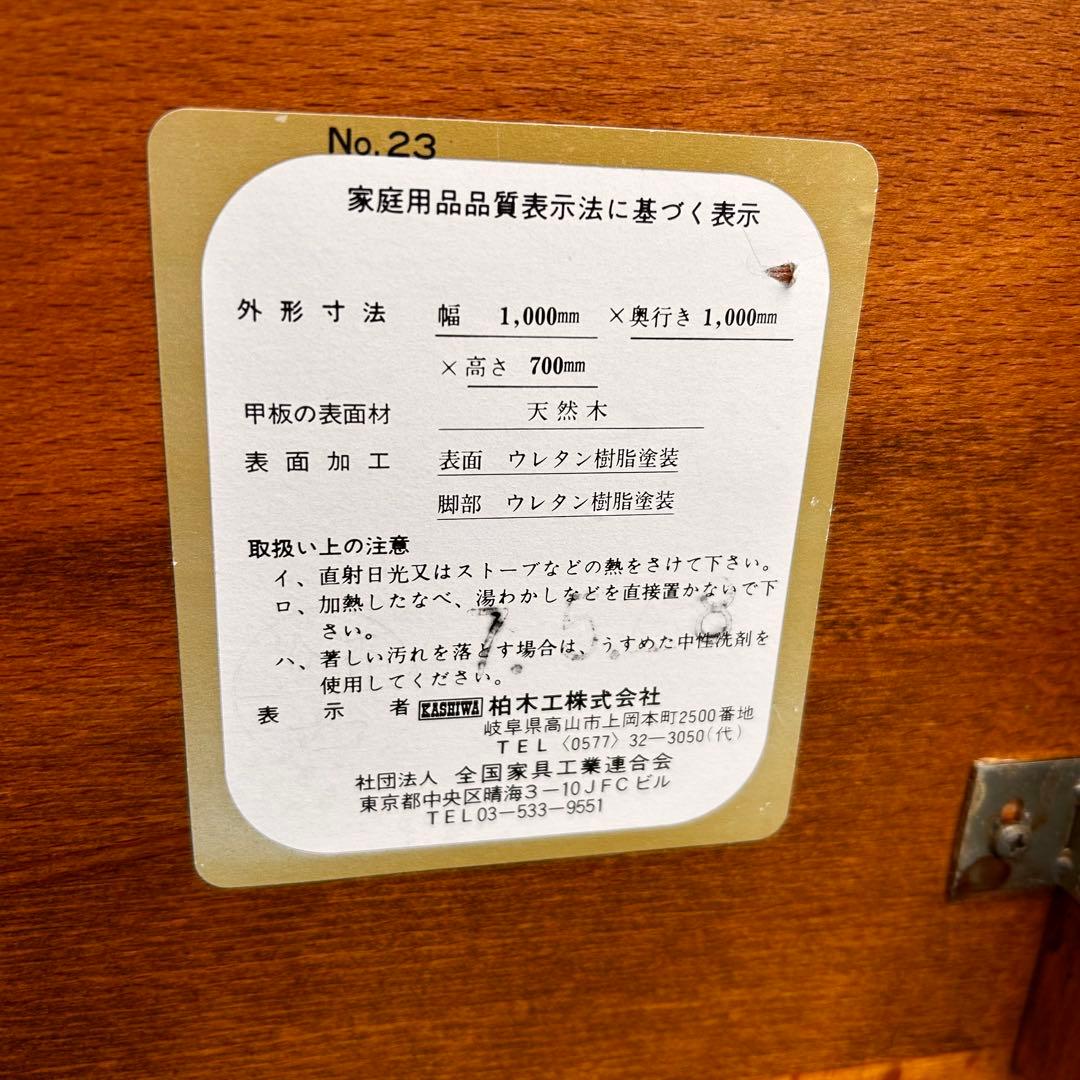 No.23
家庭用品品質表示法に基づく表示
外形寸法 幅 1,000mm ×奥行き 1,000mm
×高さ 700mm
甲板の表面材 天然木
表面加工 表面 ウレタン樹脂塗装
脚部 ウレタン樹脂塗装
取扱い上の注意
イ、直射日光又はストーブなどの熱をさけて下さい。
ロ、加熱したなべ、湯わかしなどを直接置かないで下
さい。
ハ、著しい汚れを落とす場合は、うすめた中性洗剤を
使用してください。
7. 5. 8
表示者 KASHIWA 柏木工株式会社
岐阜県高山市上岡本町2500番地
TEL〈0577〉32―3050(代)
社団法人 全国家具工業連合会
東京都中央区晴海3―10JFCビル
TEL03―533―9551